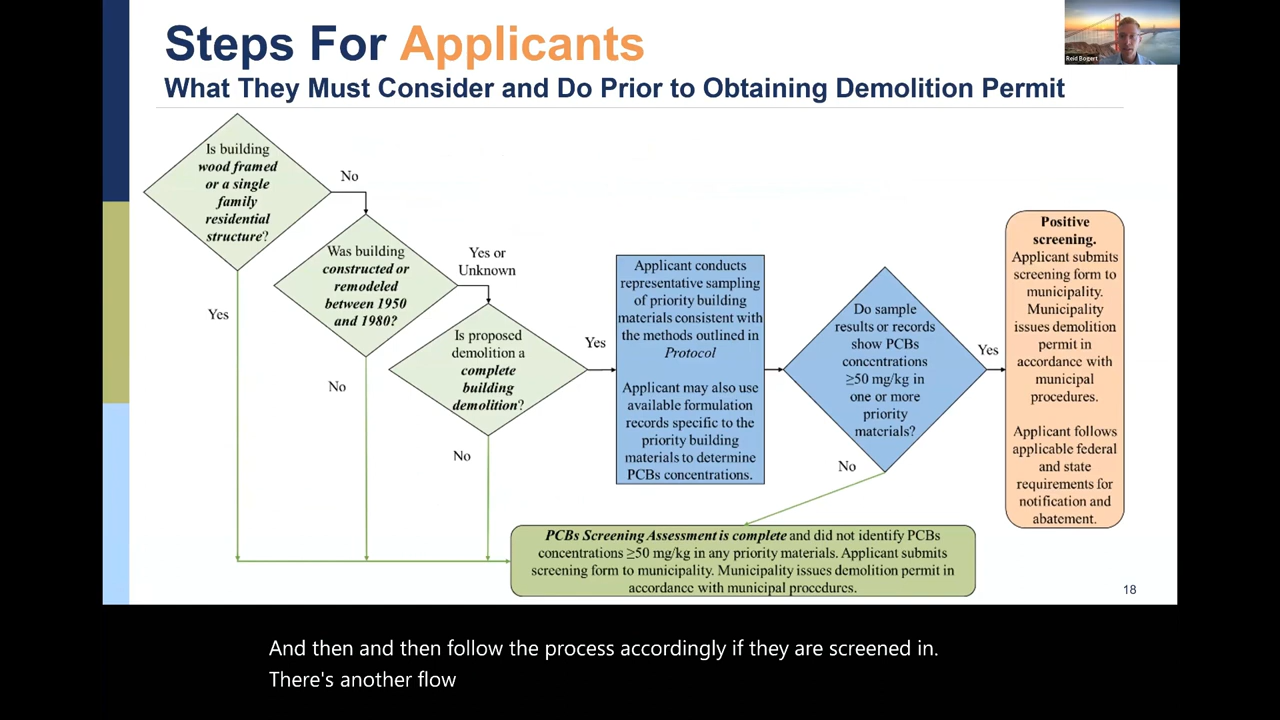 Steps For Applicants
What They Must Consider and Do Prior to Obtaining Demolition Permit
Reid Bogert
Is building
wood framed
or a single
family
residential
structure?
No
Yes
Was building
constructed or
remodeled
between 1950
and 1980?
Yes or
Unknown
No
Is proposed
demolition a
complete
building
demolition?
Yes
No
Applicant conducts
representative sampling
of priority building
materials consistent with
the methods outlined in
Protocol
Applicant may also use
available formulation
records specific to the
priority building
materials to determine
PCBs concentrations.
Do sample
results or records
show PCBs
concentrations
≥50 mg/kg in
one or more
priority
materials?
Yes
No
Positive
screening.
Applicant submits
screening form to
municipality.
Municipality
issues demolition
permit in
accordance with
municipal
procedures.
Applicant follows
applicable federal
and state
requirements for
notification and
abatement.
PCBs Screening Assessment is complete and did not identify PCBs
concentrations ≥50 mg/kg in any priority materials. Applicant submits
screening form to municipality. Municipality issues demolition permit in
accordance with municipal procedures.
18
And then and then follow the process accordingly if they are screened in.
There's another flow